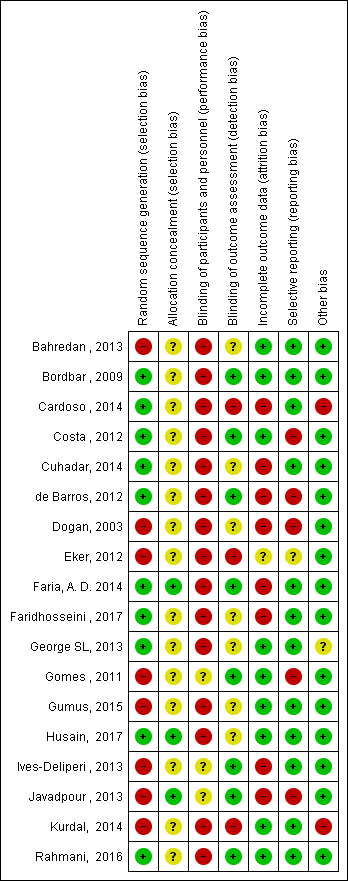 Random sequence generation (selection bias)
Allocation concealment (selection bias)
Blinding of participants and personnel (performance bias)
Blinding of outcome assessment (detection bias)
Incomplete outcome data (attrition bias)
Selective reporting (reporting bias)
Other bias
Bahredan , 2013 - ? - ? + + +
Bordbar , 2009 + ? - + + + +
Cardoso , 2014 + ? - - - + -
Costa , 2012 + ? - + + - +
Cuhadar, 2014 + ? - ? - + +
de Barros, 2012 + ? - + - - +
Dogan, 2003 - ? - ? - - +
Eker, 2012 - ? - - ? ? +
Faria, A. D. 2014 + + - + - + +
Faridhosseini , 2017 + ? - ? - + +
George SL, 2013 + ? - ? + + ?
Gomes , 2011 - ? ? + + - +
Gumus, 2015 - ? - ? + + +
Husain, 2017 + + - ? + + +
Ives-Deliperi , 2013 - ? ? + - + +
Javadpour , 2013 - + ? + - - +
Kurdal, 2014 - ? - - + + -
Rahmani, 2016 + ? - + + + +